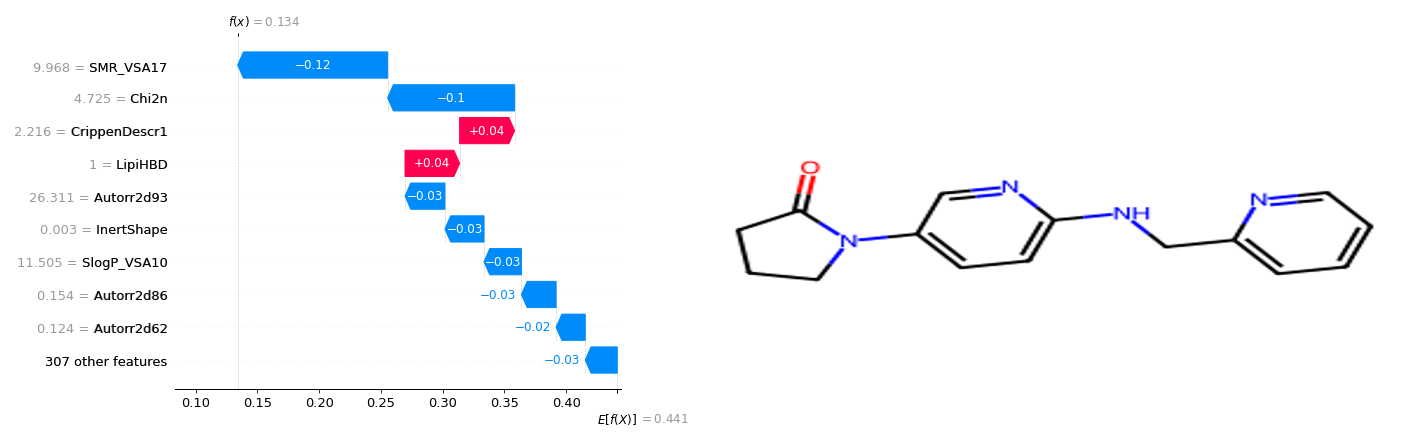 f(x) = 0.134
9.968 = SMR_VSA17
−0.12
4.725 = Chi2n
−0.1
2.216 = CrippenDescr1
+0.04
1 = LipiHBD
+0.04
26.311 = Autorr2d93
−0.03
0.003 = InertShape
−0.03
11.505 = SlogP_VSA10
−0.03
0.154 = Autorr2d86
−0.03
0.124 = Autorr2d62
−0.02
307 other features
−0.03
0.10 0.15 0.20 0.25 0.30 0.35 0.40
E[f(X)] = 0.441
O
N
N
NH
N